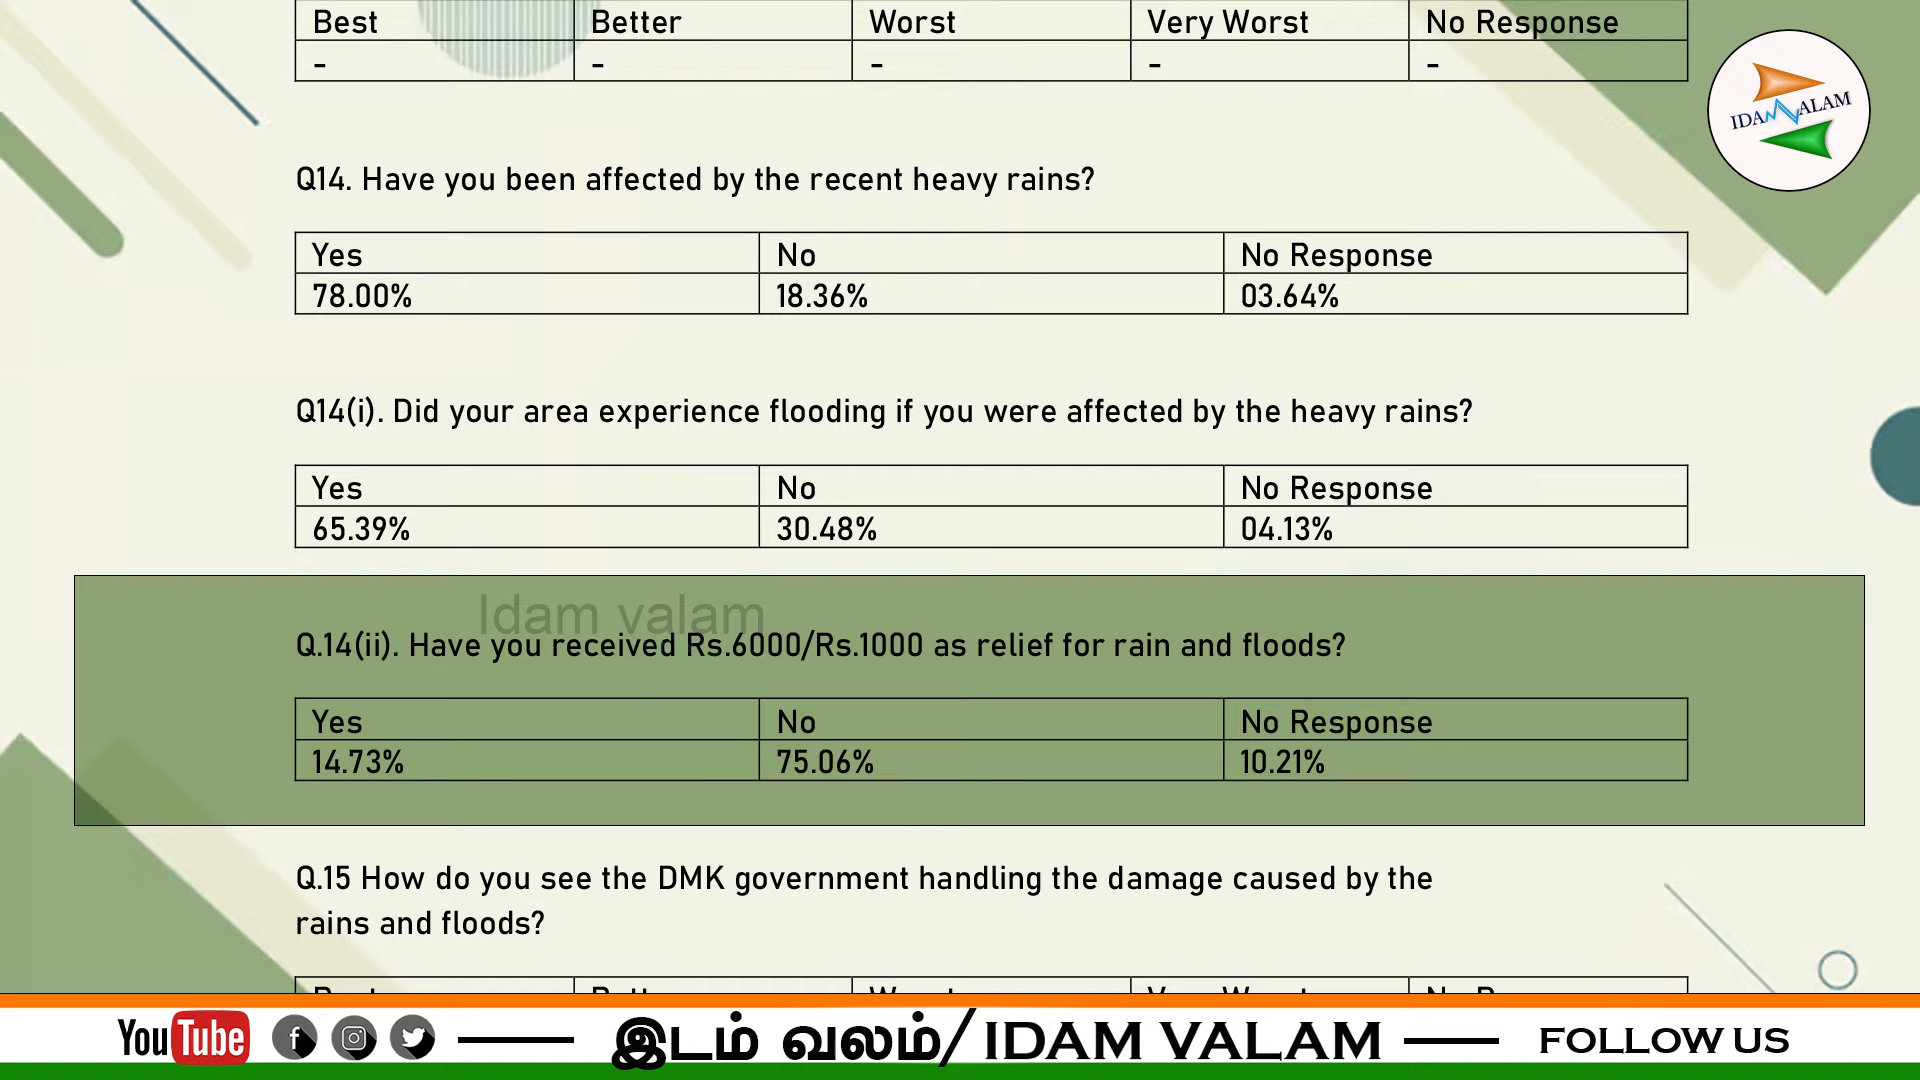 Best Better Worst Very Worst No Response
- - - - -
IDAM VALAM
Q14. Have you been affected by the recent heavy rains?
Yes No No Response
78.00% 18.36% 03.64%
Q14(i). Did your area experience flooding if you were affected by the heavy rains?
Yes No No Response
65.39% 30.48% 04.13%
Idam valam
Q.14(ii). Have you received Rs.6000/Rs.1000 as relief for rain and floods?
Yes No No Response
14.73% 75.06% 10.21%
Q.15 How do you see the DMK government handling the damage caused by the
rains and floods?
YouTube இடம் வலம்/ IDAM VALAM FOLLOW US